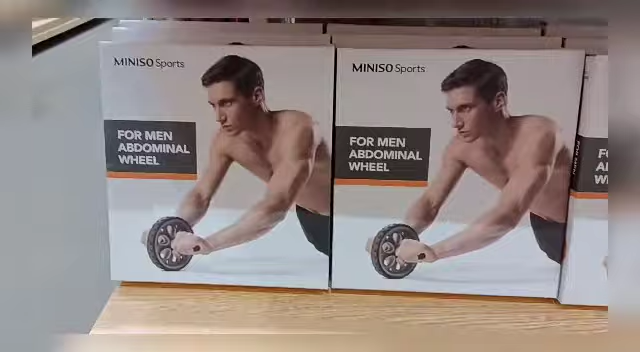 MINISO Sports
FOR MEN
ABDOMINAL
WHEEL
MINISO Sports
FOR MEN
ABDOMINAL
WHEEL